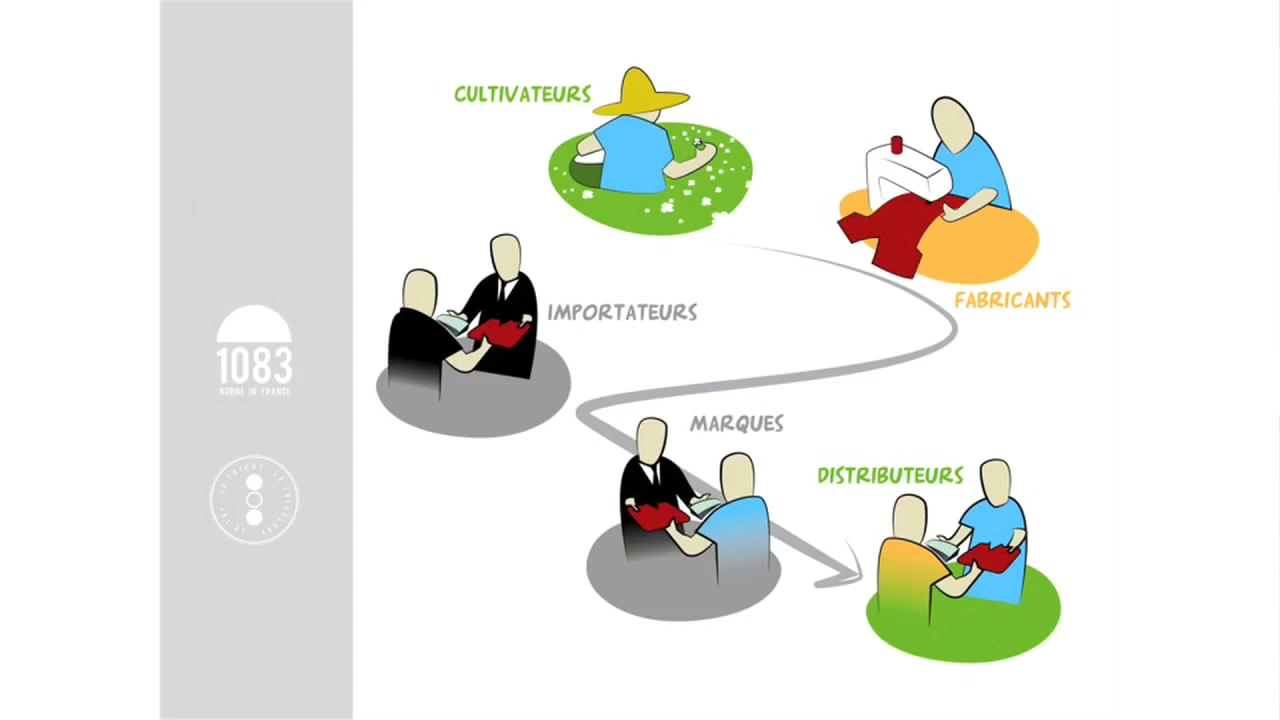 CULTIVATEURS
FABRICANTS
IMPORTATEURS
MARQUES
DISTRIBUTEURS
1083
BORNE IN FRANCE